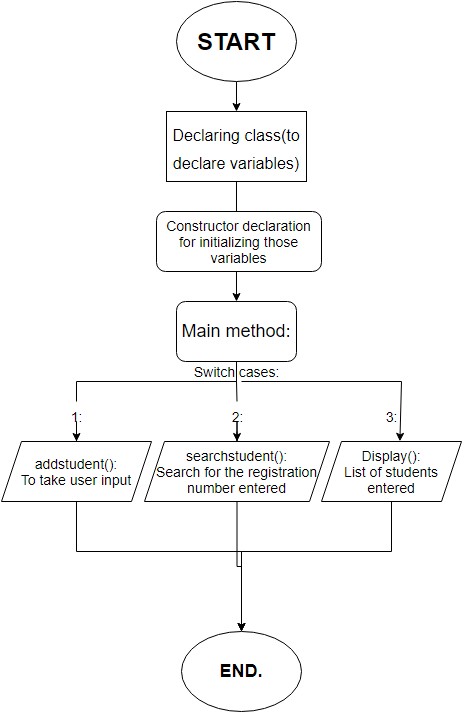 START
Declaring class(to
declare variables)
Constructor declaration
for initializing those
variables
Main method:
Switch cases:
1:
2:
3:
addstudent():
To take user input
searchstudent():
Search for the registration
number entered
Display():
List of students
entered
END.